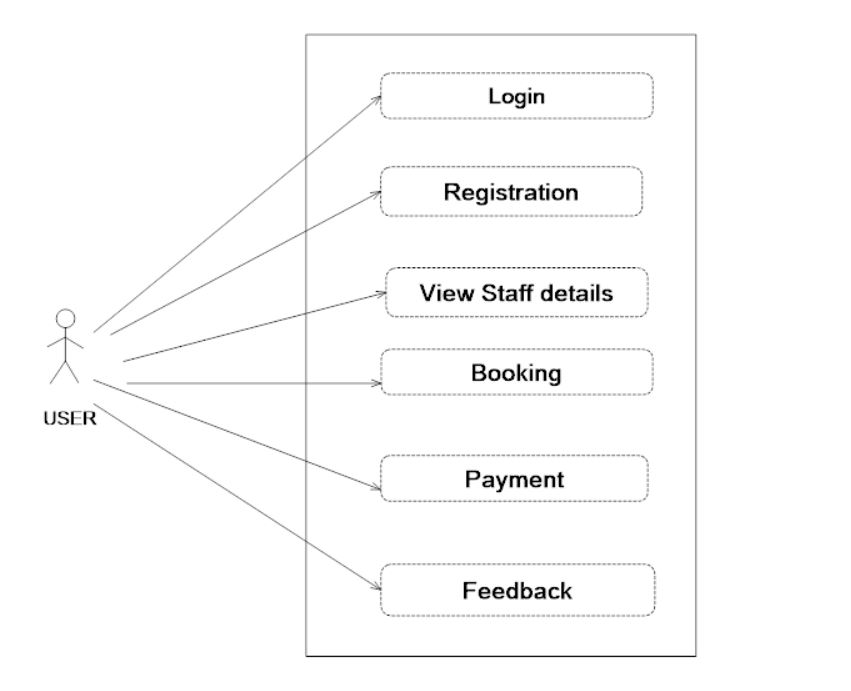 Login
Registration
View Staff details
Booking
USER
Payment
Feedback